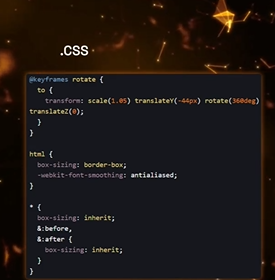 .CSS
@keyframes rotate {
to {
transform: scale(1.05) translateY(-44px) rotate(360deg)
translateZ(0);
}
}
html {
box-sizing: border-box;
-webkit-font-smoothing: antialiased;
}
* {
box-sizing: inherit;
&:before,
&:after {
box-sizing: inherit;
}